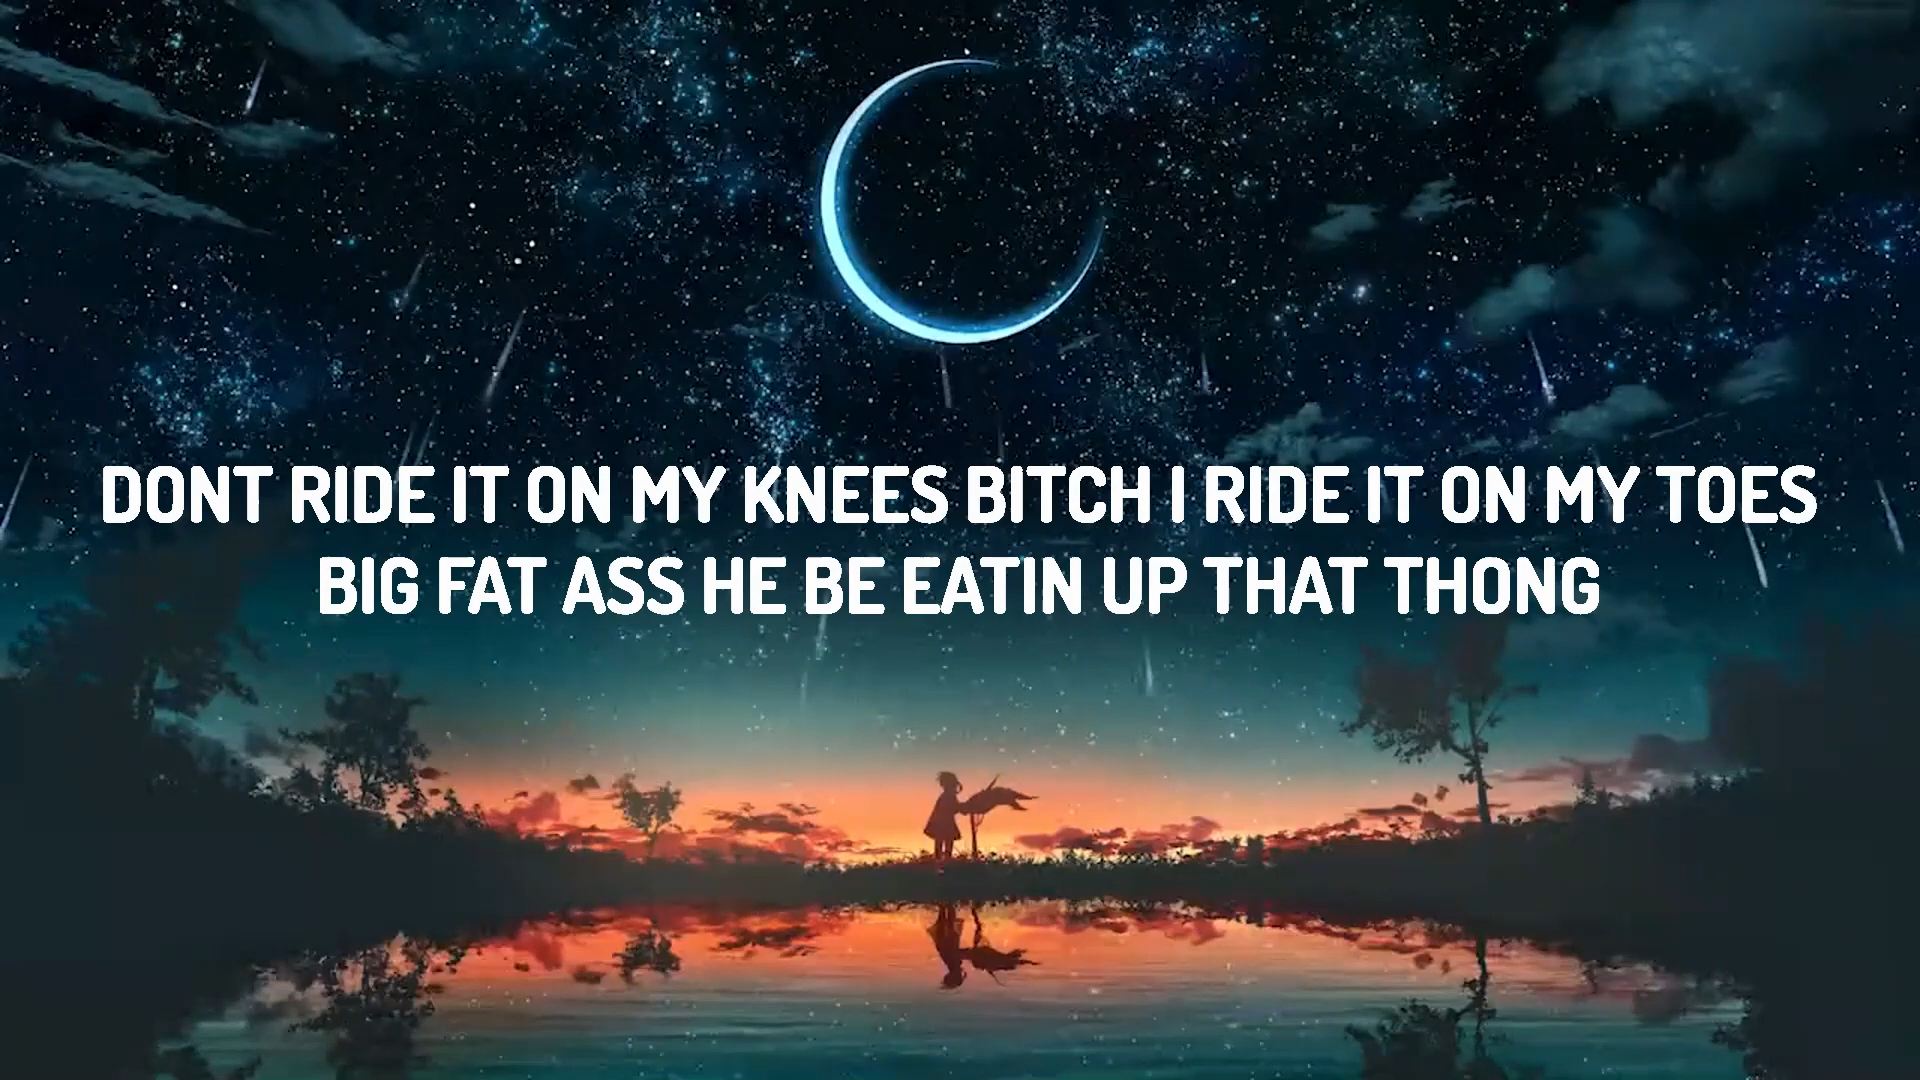 DONT RIDE IT ON MY KNEES BITCH I RIDE IT ON MY TOES
BIG FAT ASS HE BE EATIN UP THAT THONG